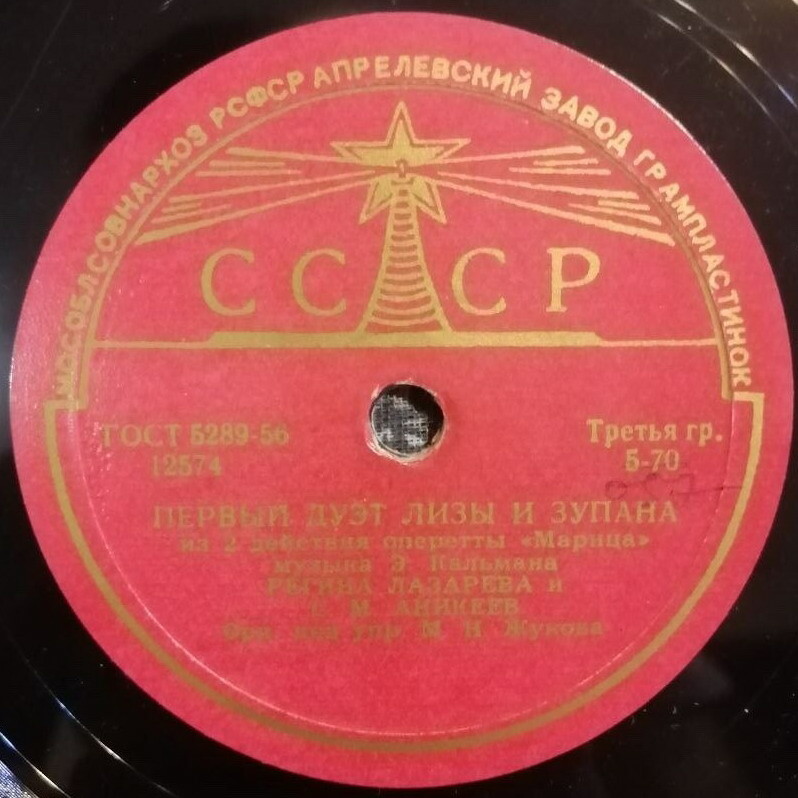 МОСОБЛСОВНАРХОЗ РСФСР АПРЕЛЕВСКИЙ ЗАВОД ГРАМПЛАСТИНОК
СССР
ГОСТ 5289-56
12574
Третья гр.
5-70
ПЕРВЫЙ ДУЭТ ЛИЗЫ И ЗУПАНА
из 2 действия оперетты «Марица»
музыка Э. Кальмана
РЕГИНА ЛАЗАРЕВА и
М. АНИКЕЕВ
Орк. под упр. М. Н. Жукова